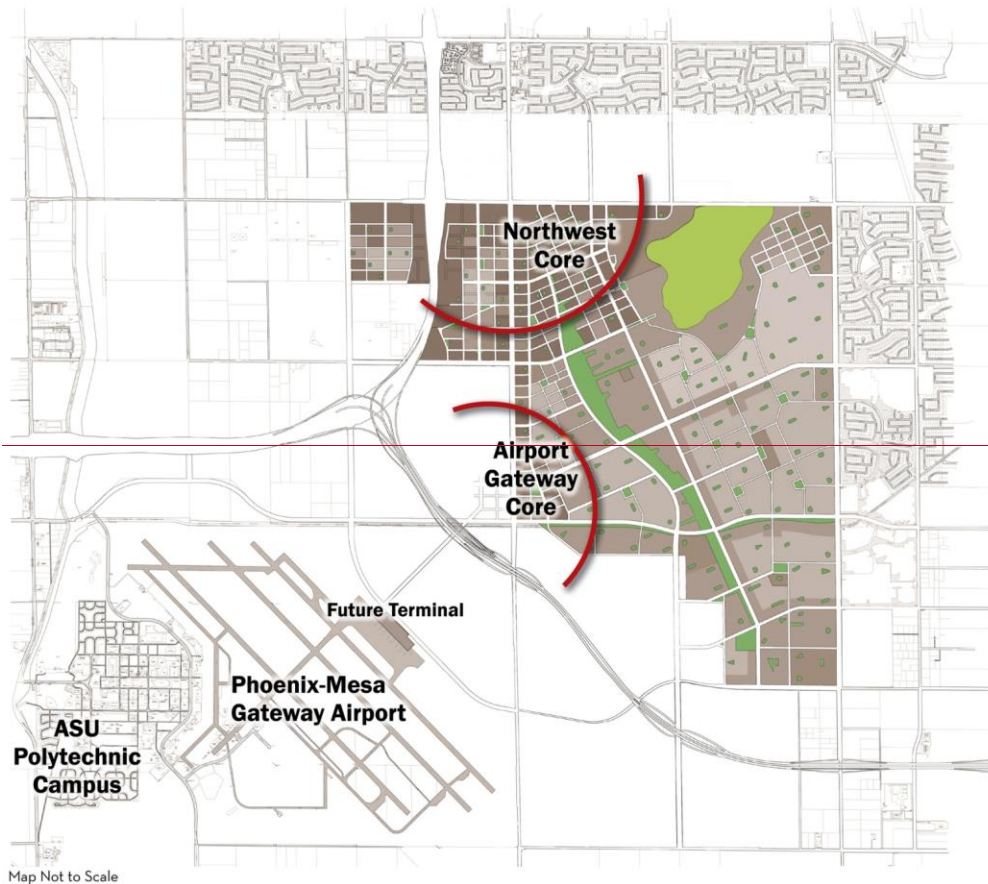 Northwest
Core
Airport
Gateway
Core
Future Terminal
Phoenix-Mesa
Gateway Airport
ASU
Polytechnic
Campus
Map Not to Scale